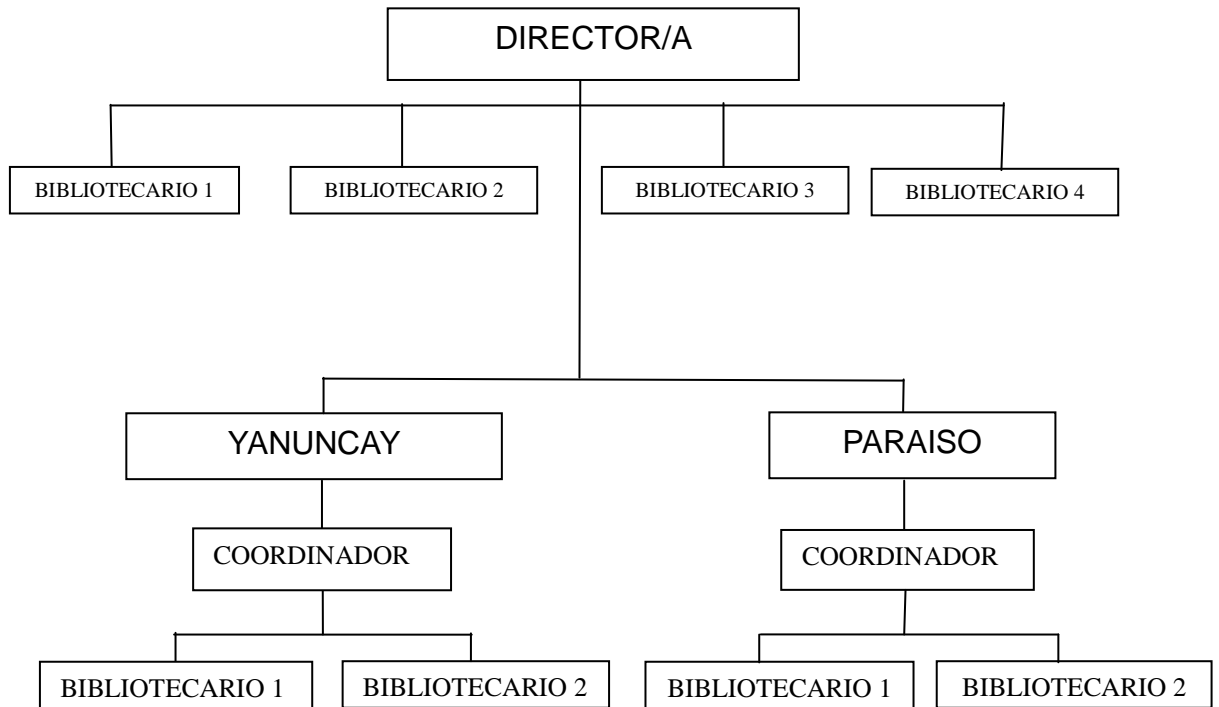 DIRECTOR/A
BIBLIOTECARIO 1
BIBLIOTECARIO 2
BIBLIOTECARIO 3
BIBLIOTECARIO 4
YANUNCAY
PARAISO
COORDINADOR
COORDINADOR
BIBLIOTECARIO 1
BIBLIOTECARIO 2
BIBLIOTECARIO 1
BIBLIOTECARIO 2